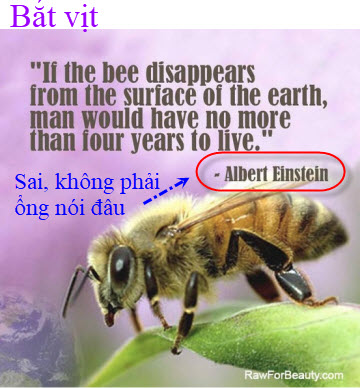 Bắt vịt
"If the bee disappears
from the surface of the earth,
man would have no more
than four years to live."
- Albert Einstein
Sai, không phải
ổng nói đâu
RawForBeauty.com